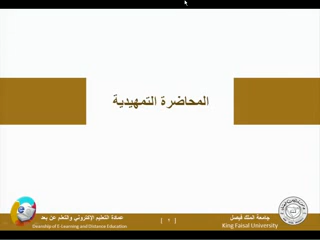 المحاضرة التمهيدية
جامعة الملك فيصل
King Faisal University
عمادة التعليم الإلكتروني والتعلم عن بعد
Deanship of E-Learning and Distance Education